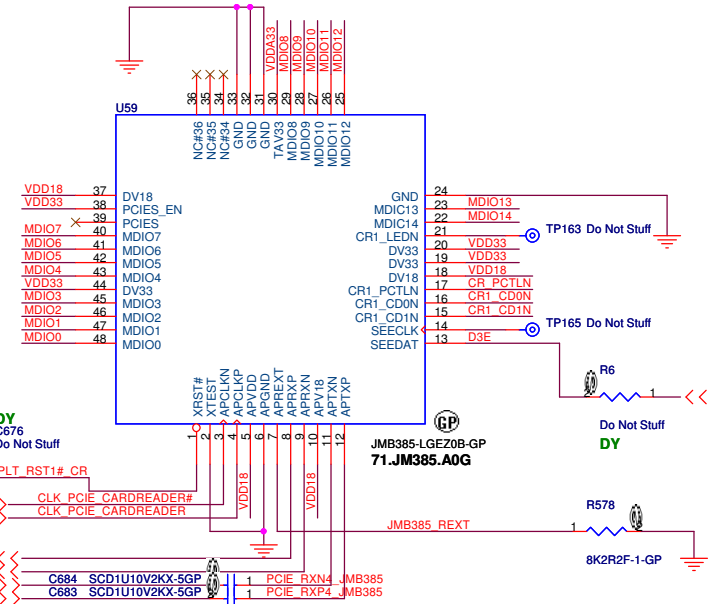 VDDA33
MDIO8
MDIO9
MDIO10
MDIO11
MDIO12
36
35
34
33
32
31
30
29
28
27
26
25
U59
NC#36
NC#35
NC#34
GND
GND
GND
TAV33
MDIO8
MDIO9
MDIO10
MDIO11
MDIO12
VDD18 37 DV18
VDD33 38 PCIES_EN
39 PCIES
MDIO7 40 MDIO7
MDIO6 41 MDIO6
MDIO5 42 MDIO5
MDIO4 43 MDIO4
VDD33 44 DV33
MDIO3 45 MDIO3
MDIO2 46 MDIO2
MDIO1 47 MDIO1
MDIO0 48 MDIO0
GND 24
MDIC13 23 MDIO13
MDIC14 22 MDIO14
CR1_LEDN 21 TP163 Do Not Stuff
DV33 20 VDD33
DV33 19 VDD33
DV18 18 VDD18
CR1_PCTLN 17 CR_PCTLN
CR1_CD0N 16 CR1_CD0N
CR1_CD1N 15 CR1_CD1N
SEECLK 14 TP165 Do Not Stuff
SEEDAT 13 D3E
R6
2 1
Do Not Stuff
DY
XRST#
XTEST
APCLKN
APCLKP
APVDD
APGND
APREXT
APRXP
APRXN
APV18
APTXN
APTXP
1
2
3
4
5
6
7
8
9
10
11
12
GP
JMB385-LGEZ0B-GP
71.JM385.A0G
DY
C676
Do Not Stuff
PLT_RST1#_CR
VDD18
VDD18
CLK_PCIE_CARDREADER#
CLK_PCIE_CARDREADER
JMB385_REXT
R578
1
8K2R2F-1-GP
C684 SCD1U10V2KX-5GP 1 PCIE_RXN4_JMB385
C683 SCD1U10V2KX-5GP 1 PCIE_RXP4_JMB385